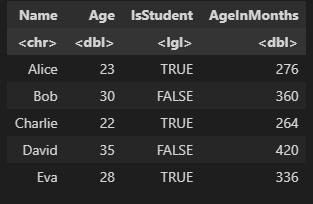 Name Age IsStudent AgeInMonths
<chr> <dbl> <lgl> <dbl>
Alice 23 TRUE 276
Bob 30 FALSE 360
Charlie 22 TRUE 264
David 35 FALSE 420
Eva 28 TRUE 336